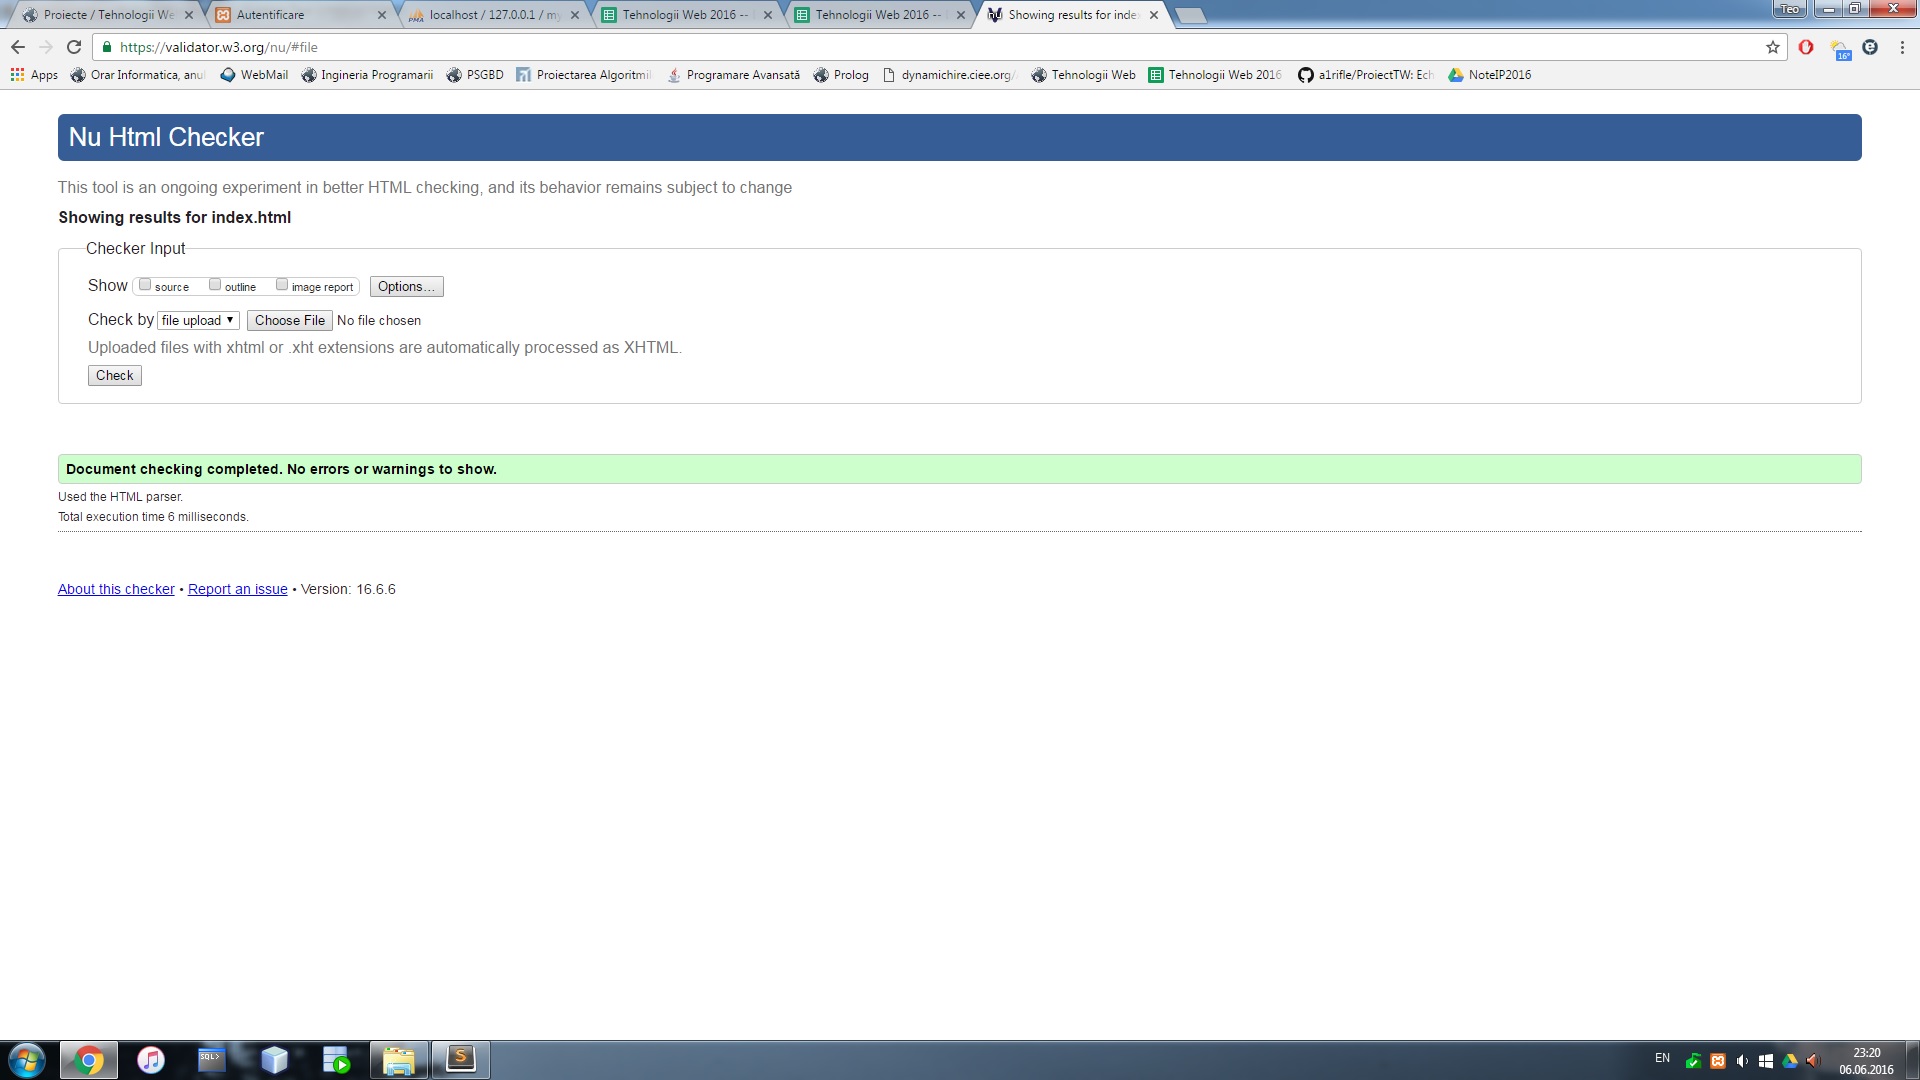 Proiecte / Tehnologii We
Autentificare
localhost / 127.0.0.1 / my
Tehnologii Web 2016 --
Tehnologii Web 2016 --
Showing results for index
Teo
https://validator.w3.org/nu/#file
16°
Apps
Orar Informatica, anul
WebMail
Ingineria Programarii
PSGBD
Proiectarea Algoritmil
Programare Avansată
Prolog
dynamichire.ciee.org/
Tehnologii Web
Tehnologii Web 2016
a1rifle/ProiectTW: Ech
NoteIP2016
Nu Html Checker
This tool is an ongoing experiment in better HTML checking, and its behavior remains subject to change
Showing results for index.html
Checker Input
Show source outline image report Options...
Check by file upload Choose File No file chosen
Uploaded files with xhtml or .xht extensions are automatically processed as XHTML.
Check
Document checking completed. No errors or warnings to show.
Used the HTML parser.
Total execution time 6 milliseconds.
About this checker • Report an issue • Version: 16.6.6
SQL>
EN
23:20
06.06.2016